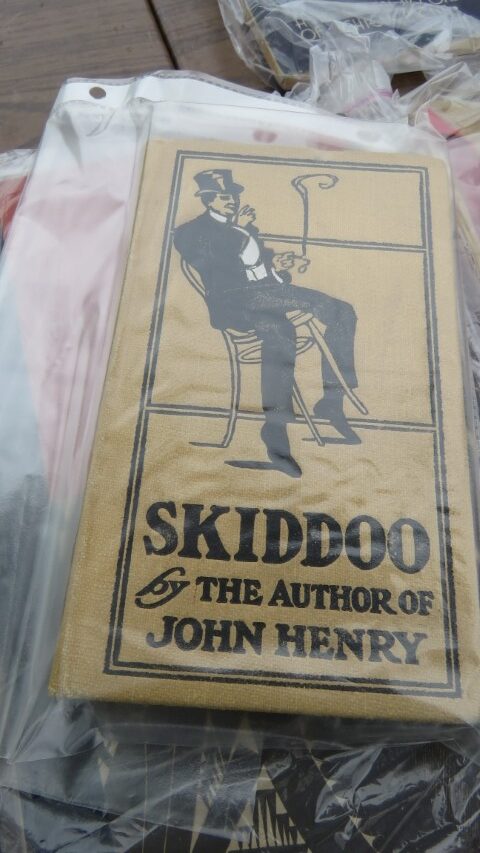 SKIDDOO
by THE AUTHOR OF
JOHN HENRY